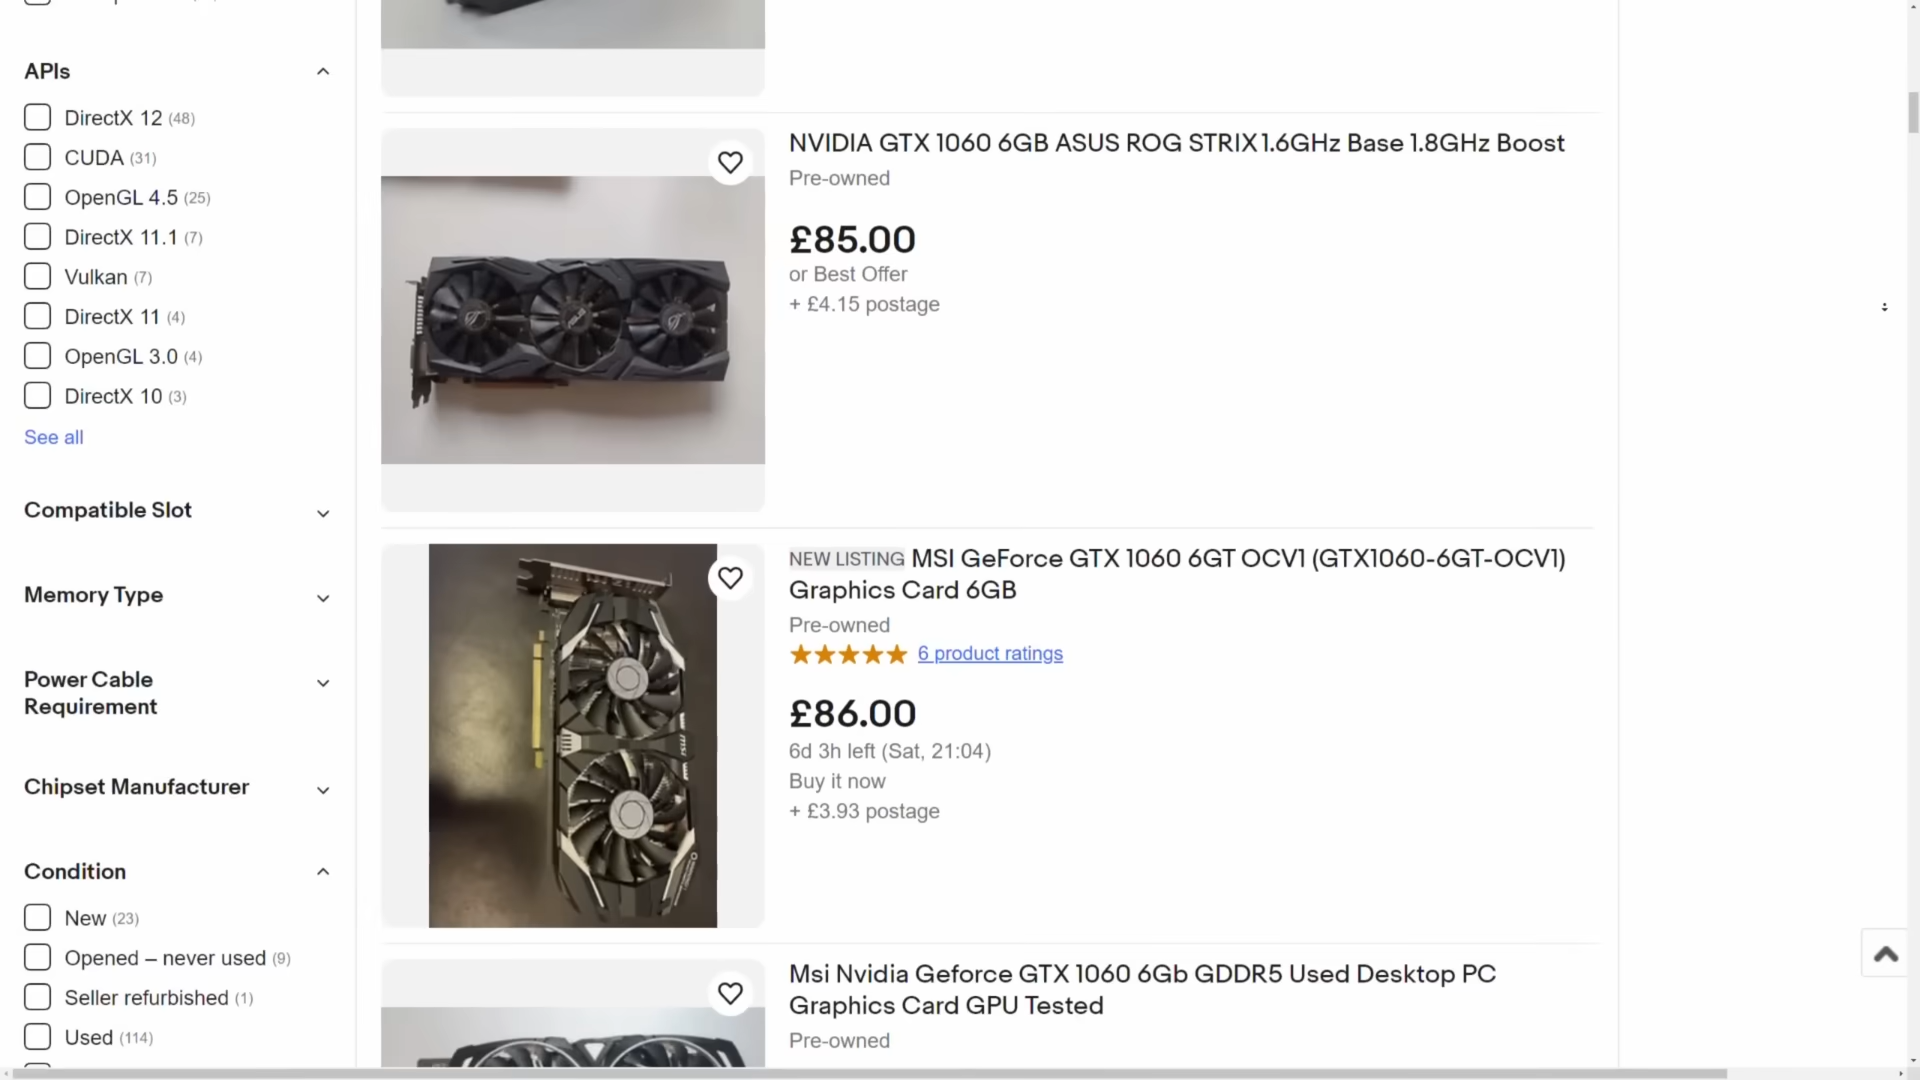 APIs
DirectX 12 (48)
CUDA (31)
OpenGL 4.5 (25)
DirectX 11.1 (7)
Vulkan (7)
DirectX 11 (4)
OpenGL 3.0 (4)
DirectX 10 (3)
See all
Compatible Slot
Memory Type
Power Cable
Requirement
Chipset Manufacturer
Condition
New (23)
Opened – never used (9)
Seller refurbished (1)
Used (114)
NVIDIA GTX 1060 6GB ASUS ROG STRIX 1.6GHz Base 1.8GHz Boost
Pre-owned
£85.00
or Best Offer
+ £4.15 postage
NEW LISTING MSI GeForce GTX 1060 6GT OCV1 (GTX1060-6GT-OCV1)
Graphics Card 6GB
Pre-owned
6 product ratings
£86.00
6d 3h left (Sat, 21:04)
Buy it now
+ £3.93 postage
Msi Nvidia Geforce GTX 1060 6Gb GDDR5 Used Desktop PC
Graphics Card GPU Tested
Pre-owned